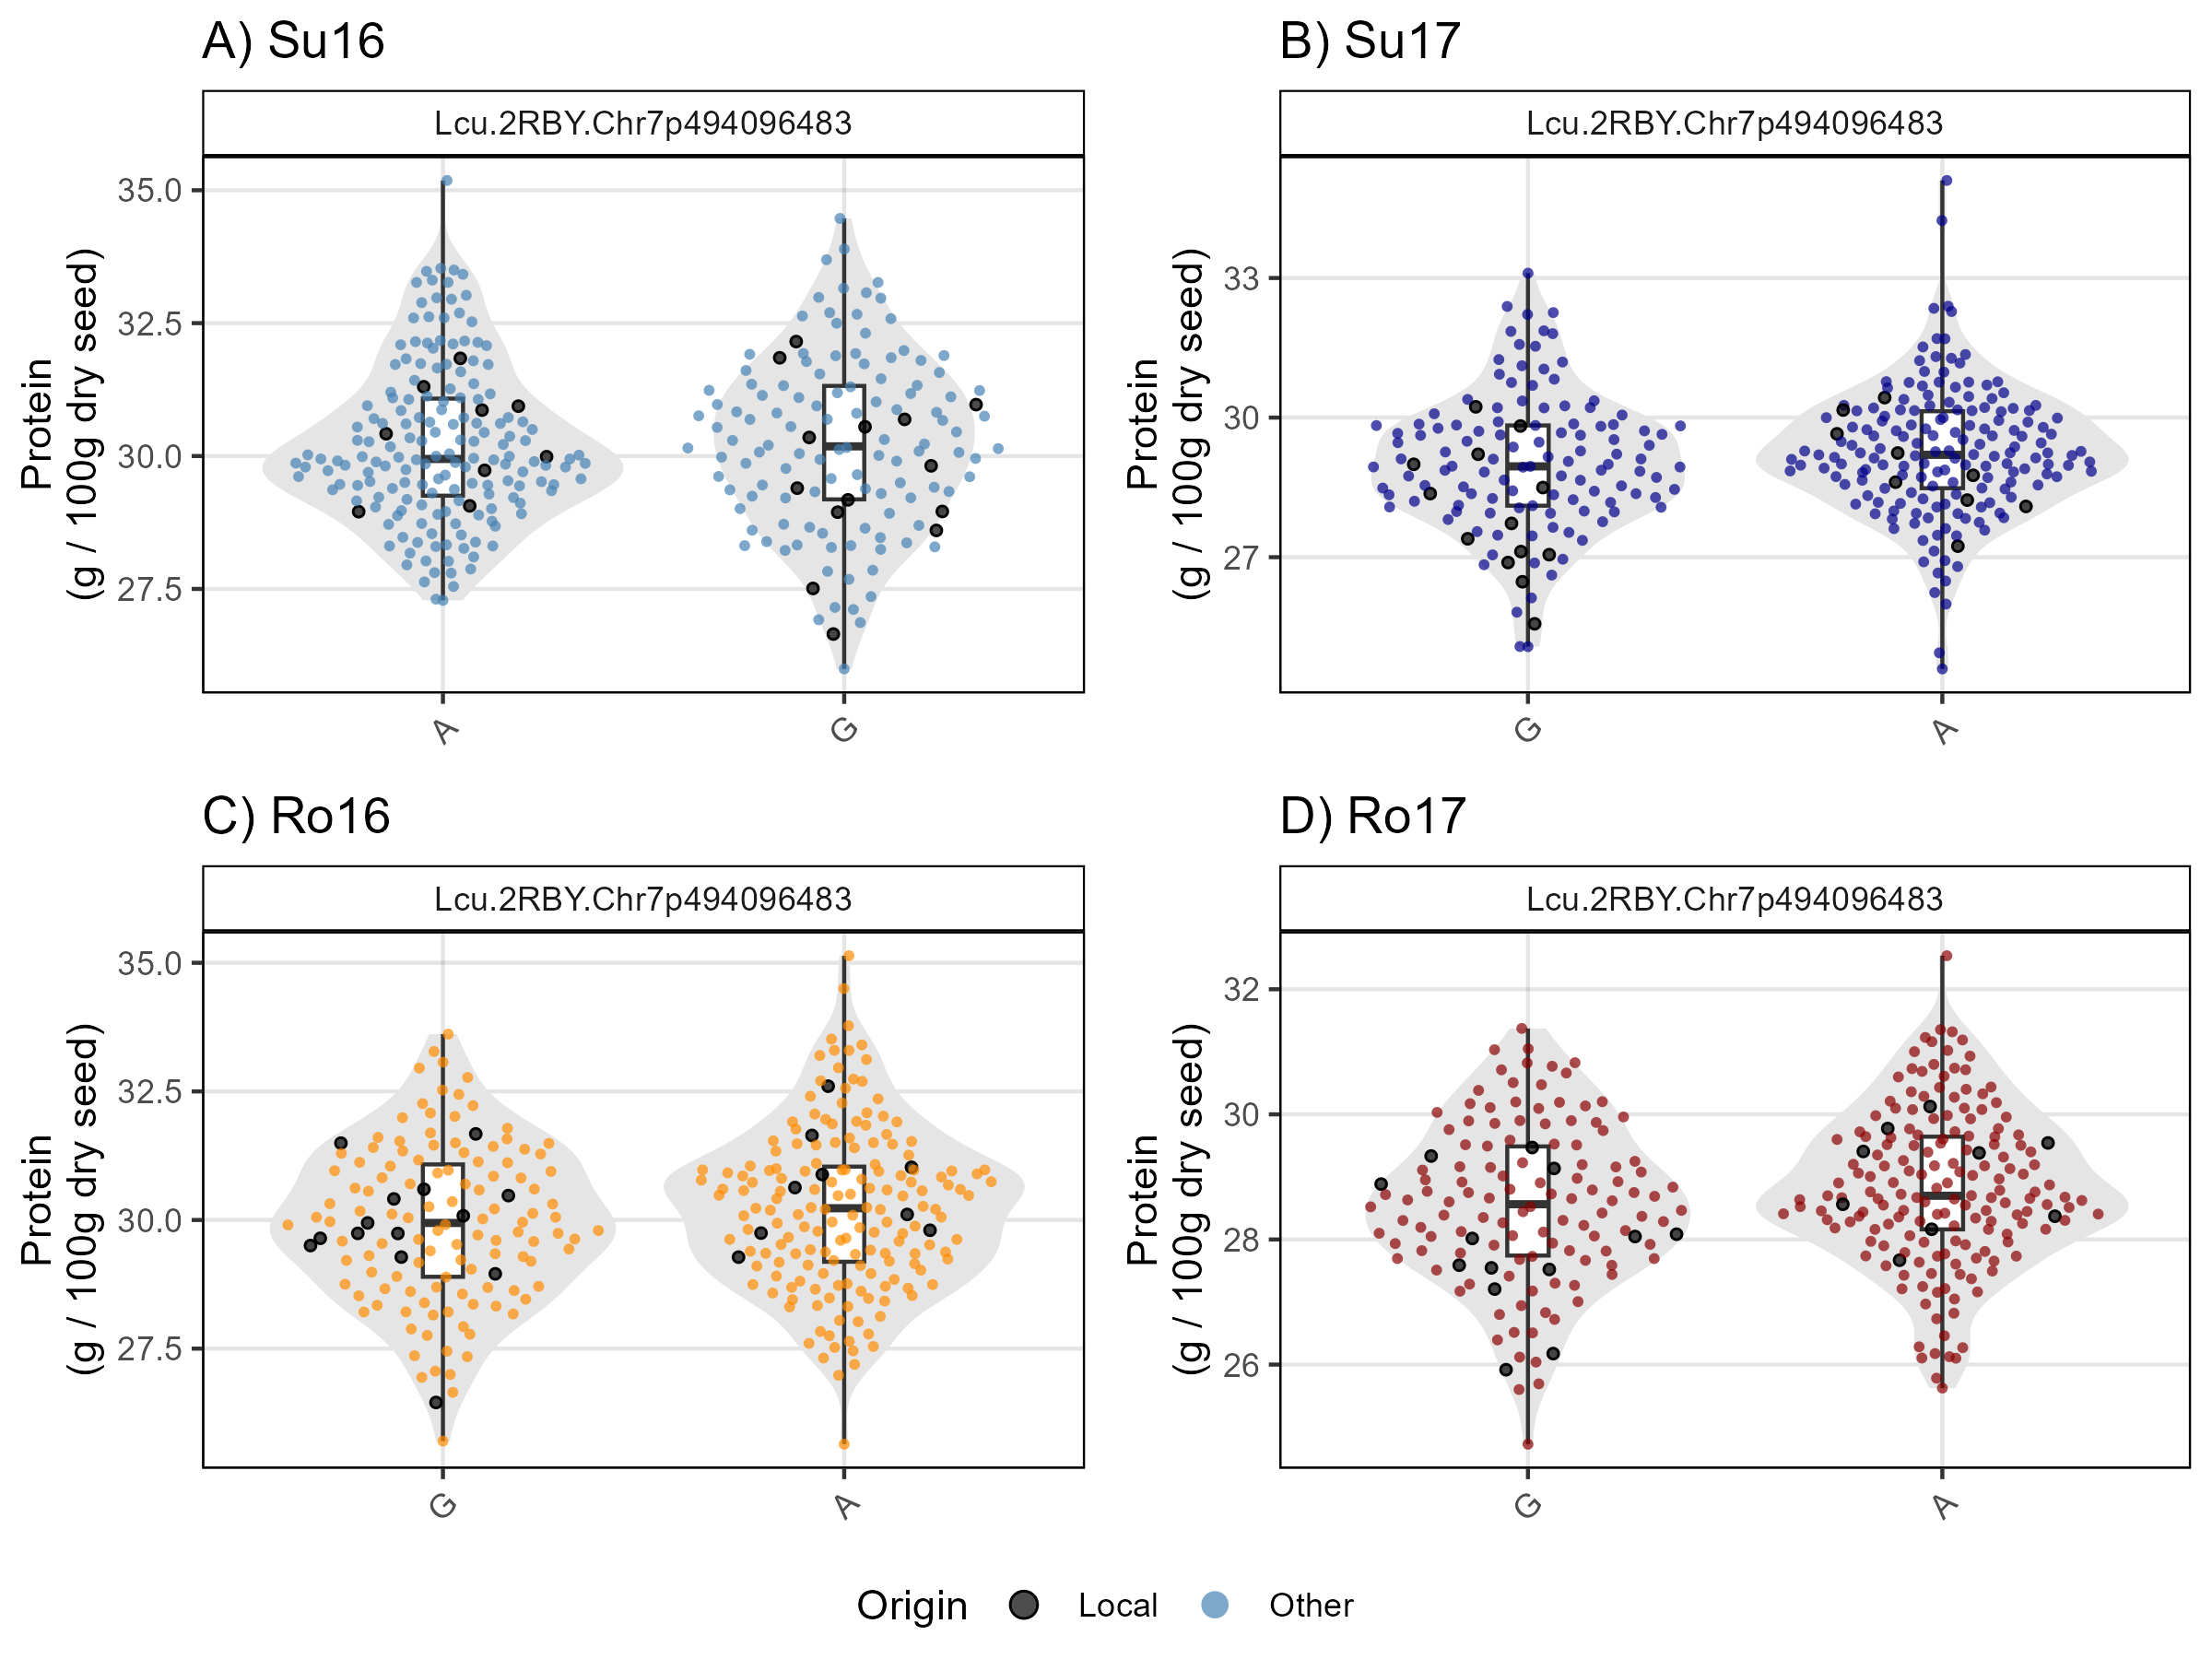 A) Su16
Lcu.2RBY.Chr7p494096483
Protein
(g / 100g dry seed)
35.0
32.5
30.0
27.5
A
G
B) Su17
Lcu.2RBY.Chr7p494096483
Protein
(g / 100g dry seed)
33
30
27
G
A
C) Ro16
Lcu.2RBY.Chr7p494096483
Protein
(g / 100g dry seed)
35.0
32.5
30.0
27.5
G
A
D) Ro17
Lcu.2RBY.Chr7p494096483
Protein
(g / 100g dry seed)
32
30
28
26
G
A
Origin Local Other